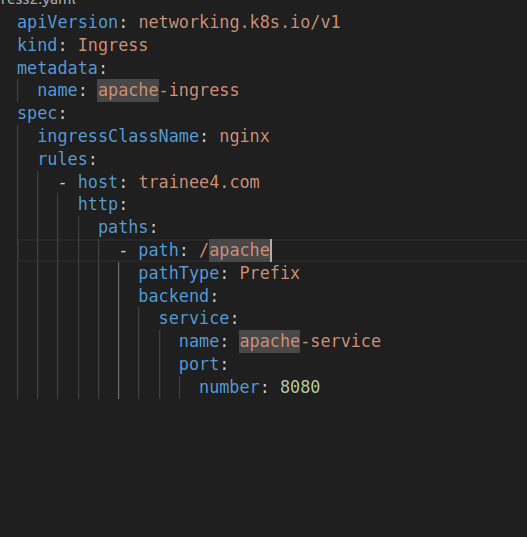 ress2.yaml
apiVersion: networking.k8s.io/v1
kind: Ingress
metadata:
  name: apache-ingress
spec:
  ingressClassName: nginx
  rules:
    - host: trainee4.com
      http:
        paths:
          - path: /apache
            pathType: Prefix
            backend:
              service:
                name: apache-service
                port:
                  number: 8080